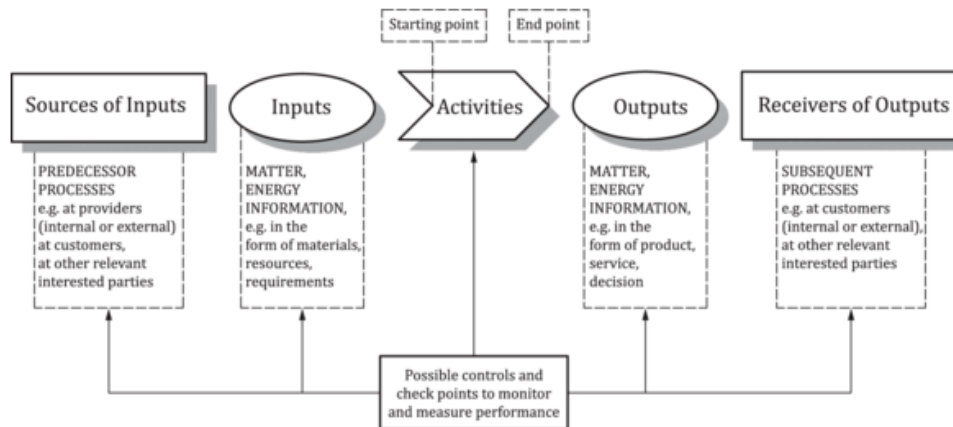 Starting point
End point
Sources of Inputs
Inputs
Activities
Outputs
Receivers of Outputs
PREDECESSOR
PROCESSES
e.g. at providers
(internal or external)
at customers,
at other relevant
interested parties
MATTER,
ENERGY
INFORMATION,
e.g. in the
form of materials,
resources,
requirements
MATTER,
ENERGY
INFORMATION,
e.g. in the
form of product,
service,
decision
SUBSEQUENT
PROCESSES
e.g. at customers
(internal or external),
at other relevant
interested parties
Possible controls and
check points to monitor
and measure performance